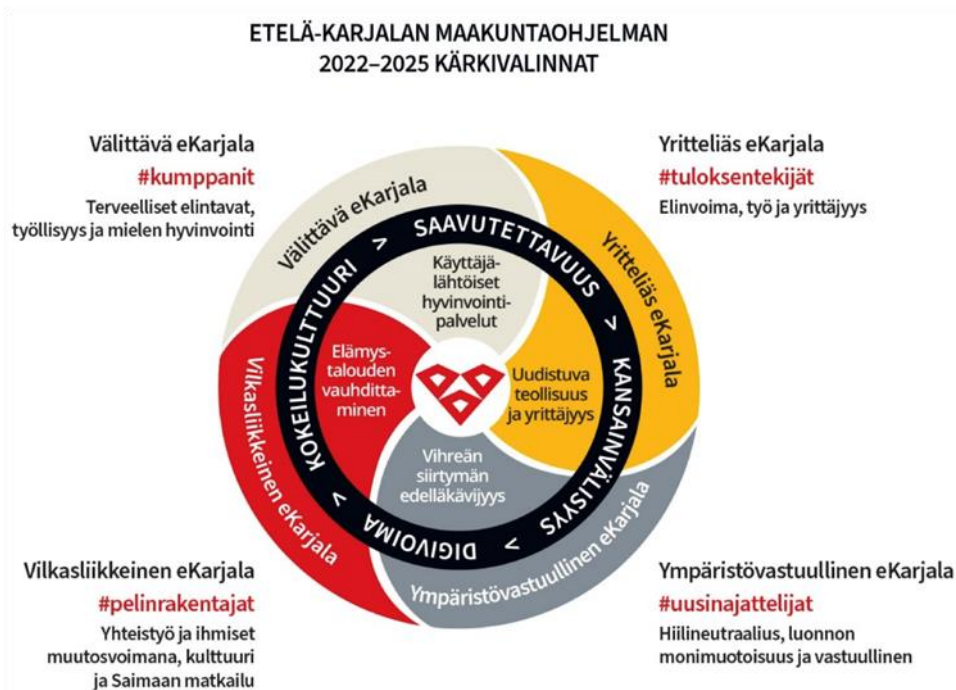 ETELÄ-KARJALAN MAAKUNTAOHJELMAN
2022–2025 KÄRKIVALINNAT
Välittävä eKarjala
#kumppanit
Terveelliset elintavat,
työllisyys ja mielen hyvinvointi
Yritteliäs eKarjala
#tuloksentekijät
Elinvoima, työ ja yrittäjyys
Välittävä eKarjala
Yritteliäs eKarjala
Ympäristövastuullinen eKarjala
Vilkasliikkeinen eKarjala
SAAVUTETTAVUUS > KANSAINVÄLISYYS > DIGIVOIMA > KOKEILUKULTTUURI >
Käyttäjä-
lähtöiset
hyvinvointi-
palvelut
Elämys-
talouden
vauhditta-
minen
Uudistuva
teollisuus
ja yrittäjyys
Vihreän
siirtymän
edelläkävijyys
Vilkasliikkeinen eKarjala
#pelinrakentajat
Yhteistyö ja ihmiset
muutosvoimana, kulttuuri
ja Saimaan matkailu
Ympäristövastuullinen eKarjala
#uusinajattelijat
Hiilineutraalius, luonnon
monimuotoisuus ja vastuullinen